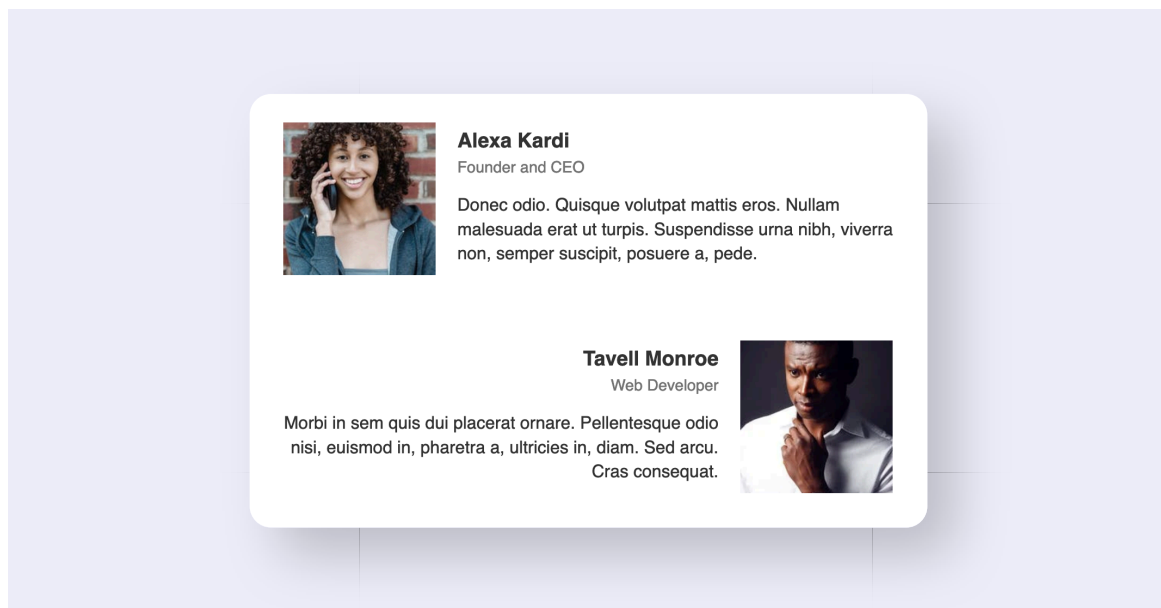 Alexa Kardi
Founder and CEO
Donec odio. Quisque volutpat mattis eros. Nullam
malesuada erat ut turpis. Suspendisse urna nibh, viverra
non, semper suscipit, posuere a, pede.
Tavell Monroe
Web Developer
Morbi in sem quis dui placerat ornare. Pellentesque odio
nisi, euismod in, pharetra a, ultricies in, diam. Sed arcu.
Cras consequat.